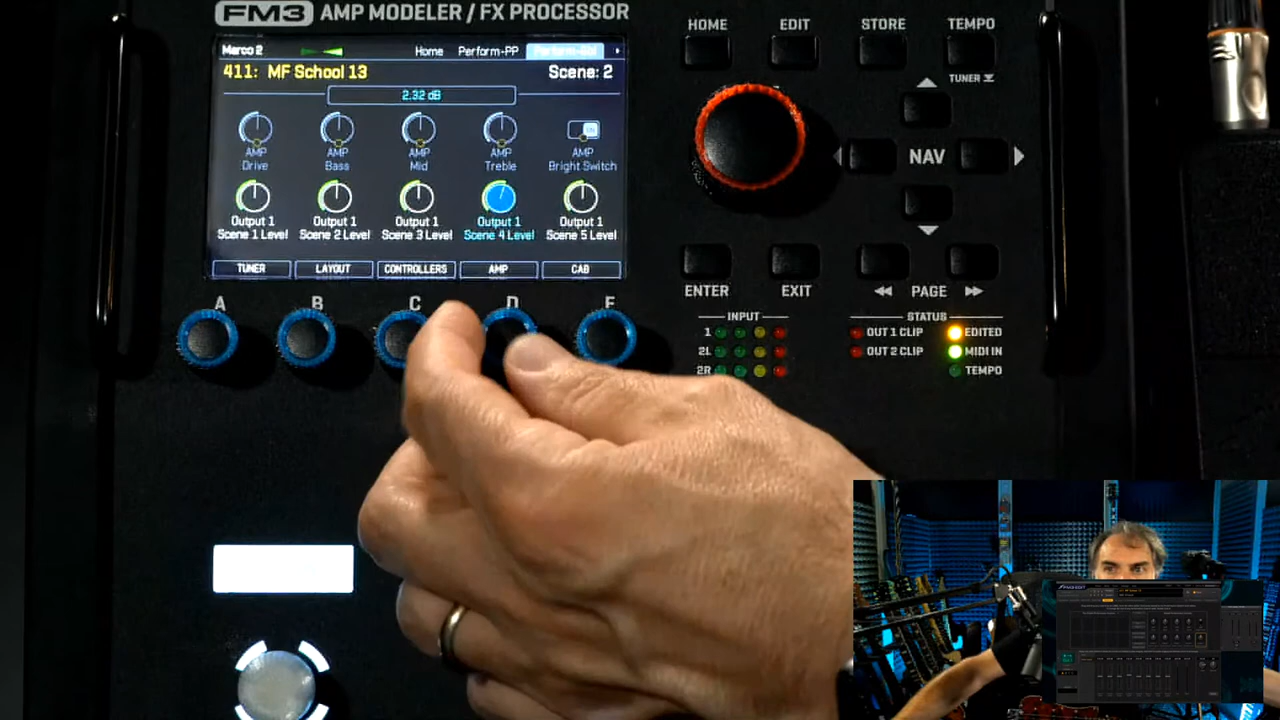 FM3 AMP MODELER / FX PROCESSOR
Marco 2 Home Perform-PP
411: MF School 13 Scene: 2
2.32 dB
AMP AMP AMP AMP AMP
Drive Bass Mid Treble Bright Switch
Output 1 Output 1 Output 1 Output 1 Output 1
Scene 1 Level Scene 2 Level Scene 3 Level Scene 4 Level Scene 5 Level
TUNER LAYOUT CONTROLLERS AMP CAB
A B C D E
HOME EDIT STORE TEMPO
TUNER
NAV
ENTER EXIT PAGE
INPUT
1
2L
2R
STATUS
OUT 1 CLIP EDITED
OUT 2 CLIP MIDI IN
TEMPO